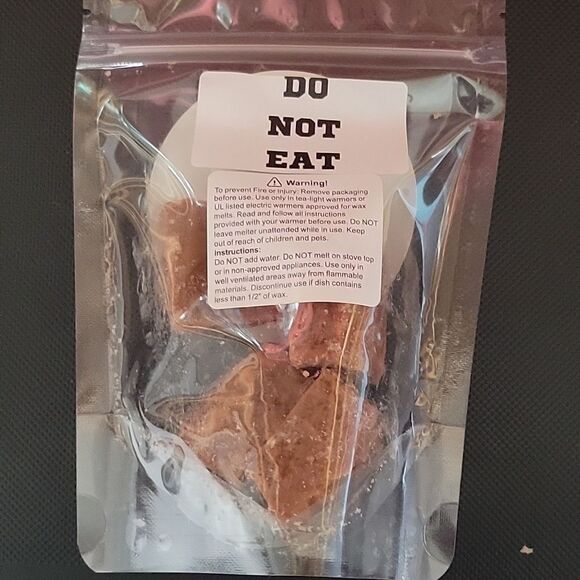 DO
NOT
EAT
Warning!
To prevent Fire or Injury: Remove packaging
before use. Use only in tea-light warmers or
UL listed electric warmers approved for wax
melts. Read and follow all instructions
provided with your warmer before use. Do NOT
leave melter unattended while in use. Keep
out of reach of children and pets.
Instructions:
Do NOT add water. Do NOT melt on stove top
or in non-approved appliances. Use only in
well ventilated areas away from flammable
materials. Discontinue use if dish contains
less than 1/2" of wax.